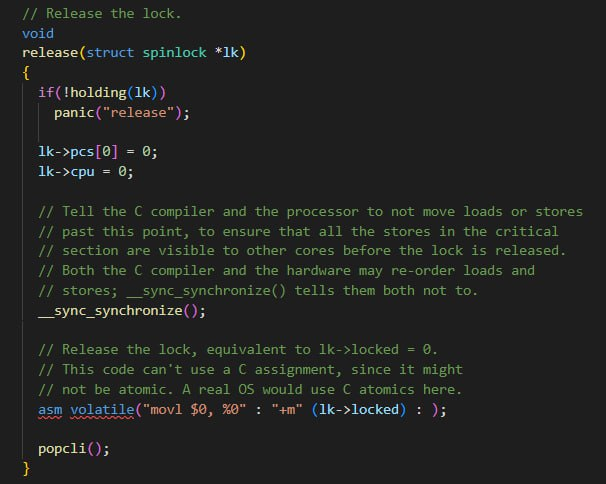 // Release the lock.
void
release(struct spinlock *lk)
{
  if(!holding(lk))
    panic("release");

  lk->pcs[0] = 0;
  lk->cpu = 0;

  // Tell the C compiler and the processor to not move loads or stores
  // past this point, to ensure that all the stores in the critical
  // section are visible to other cores before the lock is released.
  // Both the C compiler and the hardware may re-order loads and
  // stores; __sync_synchronize() tells them both not to.
  __sync_synchronize();

  // Release the lock, equivalent to lk->locked = 0.
  // This code can't use a C assignment, since it might
  // not be atomic. A real OS would use C atomics here.
  asm volatile("movl $0, %0" : "+m" (lk->locked) : );

  popcli();
}